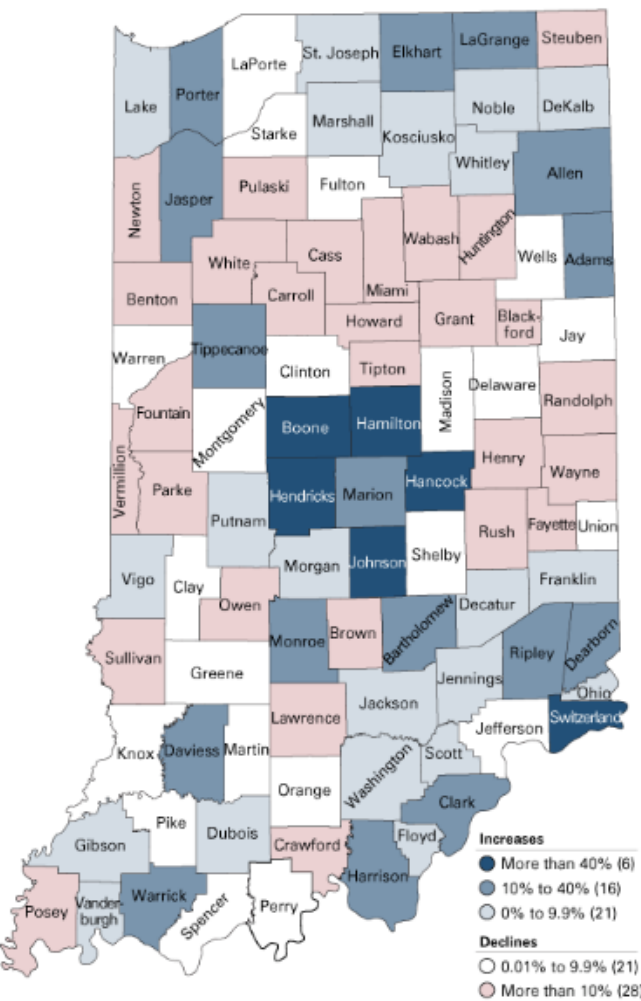 St. Joseph
Elkhart
LaGrange
Steuben
LaPorte
Porter
Lake
Noble
DeKalb
Marshall
Starke
Kosciusko
Whitley
Allen
Newton
Jasper
Pulaski
Fulton
Wabash
Huntington
Wells
Adams
White
Cass
Miami
Benton
Carroll
Howard
Grant
Black-
ford
Jay
Warren
Tippecanoe
Clinton
Tipton
Madison
Delaware
Randolph
Fountain
Montgomery
Boone
Hamilton
Henry
Wayne
Vermillion
Parke
Putnam
Hendricks
Marion
Hancock
Rush
Fayette
Union
Vigo
Clay
Morgan
Johnson
Shelby
Franklin
Owen
Decatur
Sullivan
Greene
Monroe
Brown
Bartholomew
Ripley
Dearborn
Jennings
Ohio
Lawrence
Jackson
Jefferson
Switzerland
Knox
Daviess
Martin
Orange
Washington
Scott
Clark
Gibson
Pike
Dubois
Crawford
Floyd
Harrison
Posey
Vander-
burgh
Warrick
Spencer
Perry
Increases
More than 40% (6)
10% to 40% (16)
0% to 9.9% (21)
Declines
0.01% to 9.9% (21)
More than 10% (28